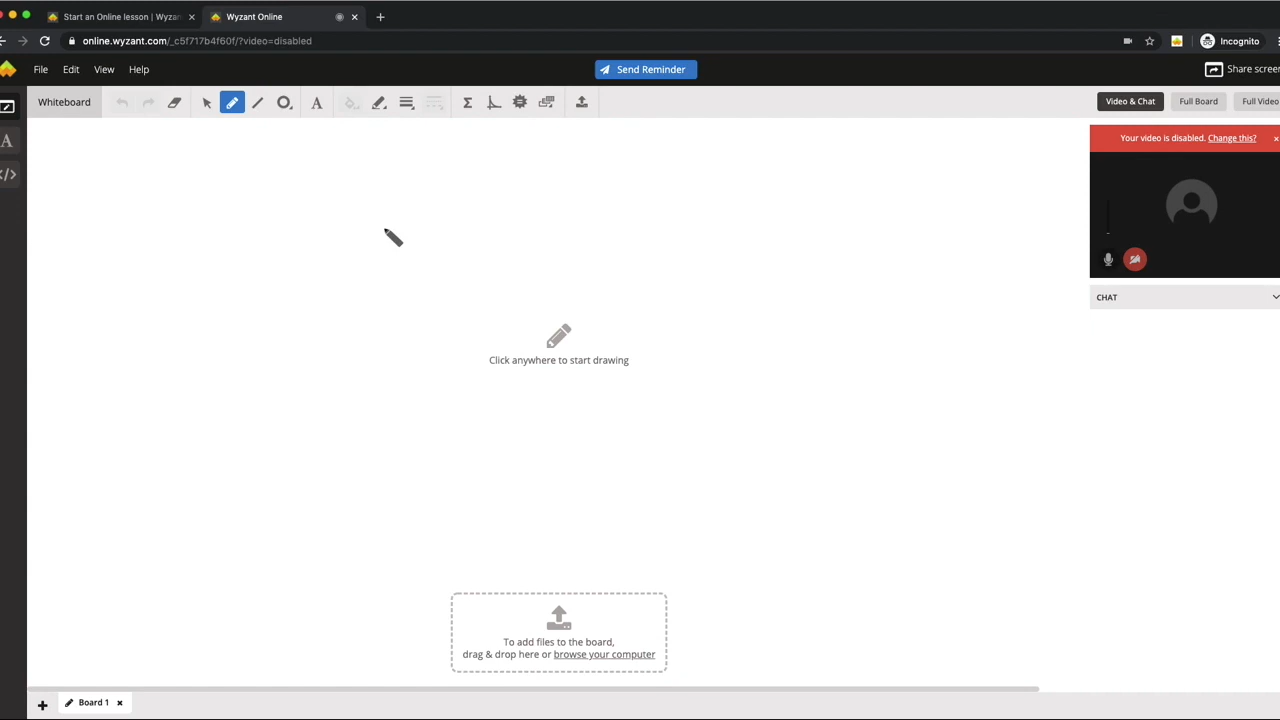 Start an Online lesson | Wyzan
Wyzant Online
online.wyzant.com/_c5f717b4f60f/?video=disabled
Incognito
File Edit View Help
Send Reminder
Share screen
Whiteboard
A
Video & Chat
Full Board
Full Video
A
Your video is disabled. Change this?
</>
CHAT
Click anywhere to start drawing
To add files to the board,
drag & drop here or browse your computer
Board 1